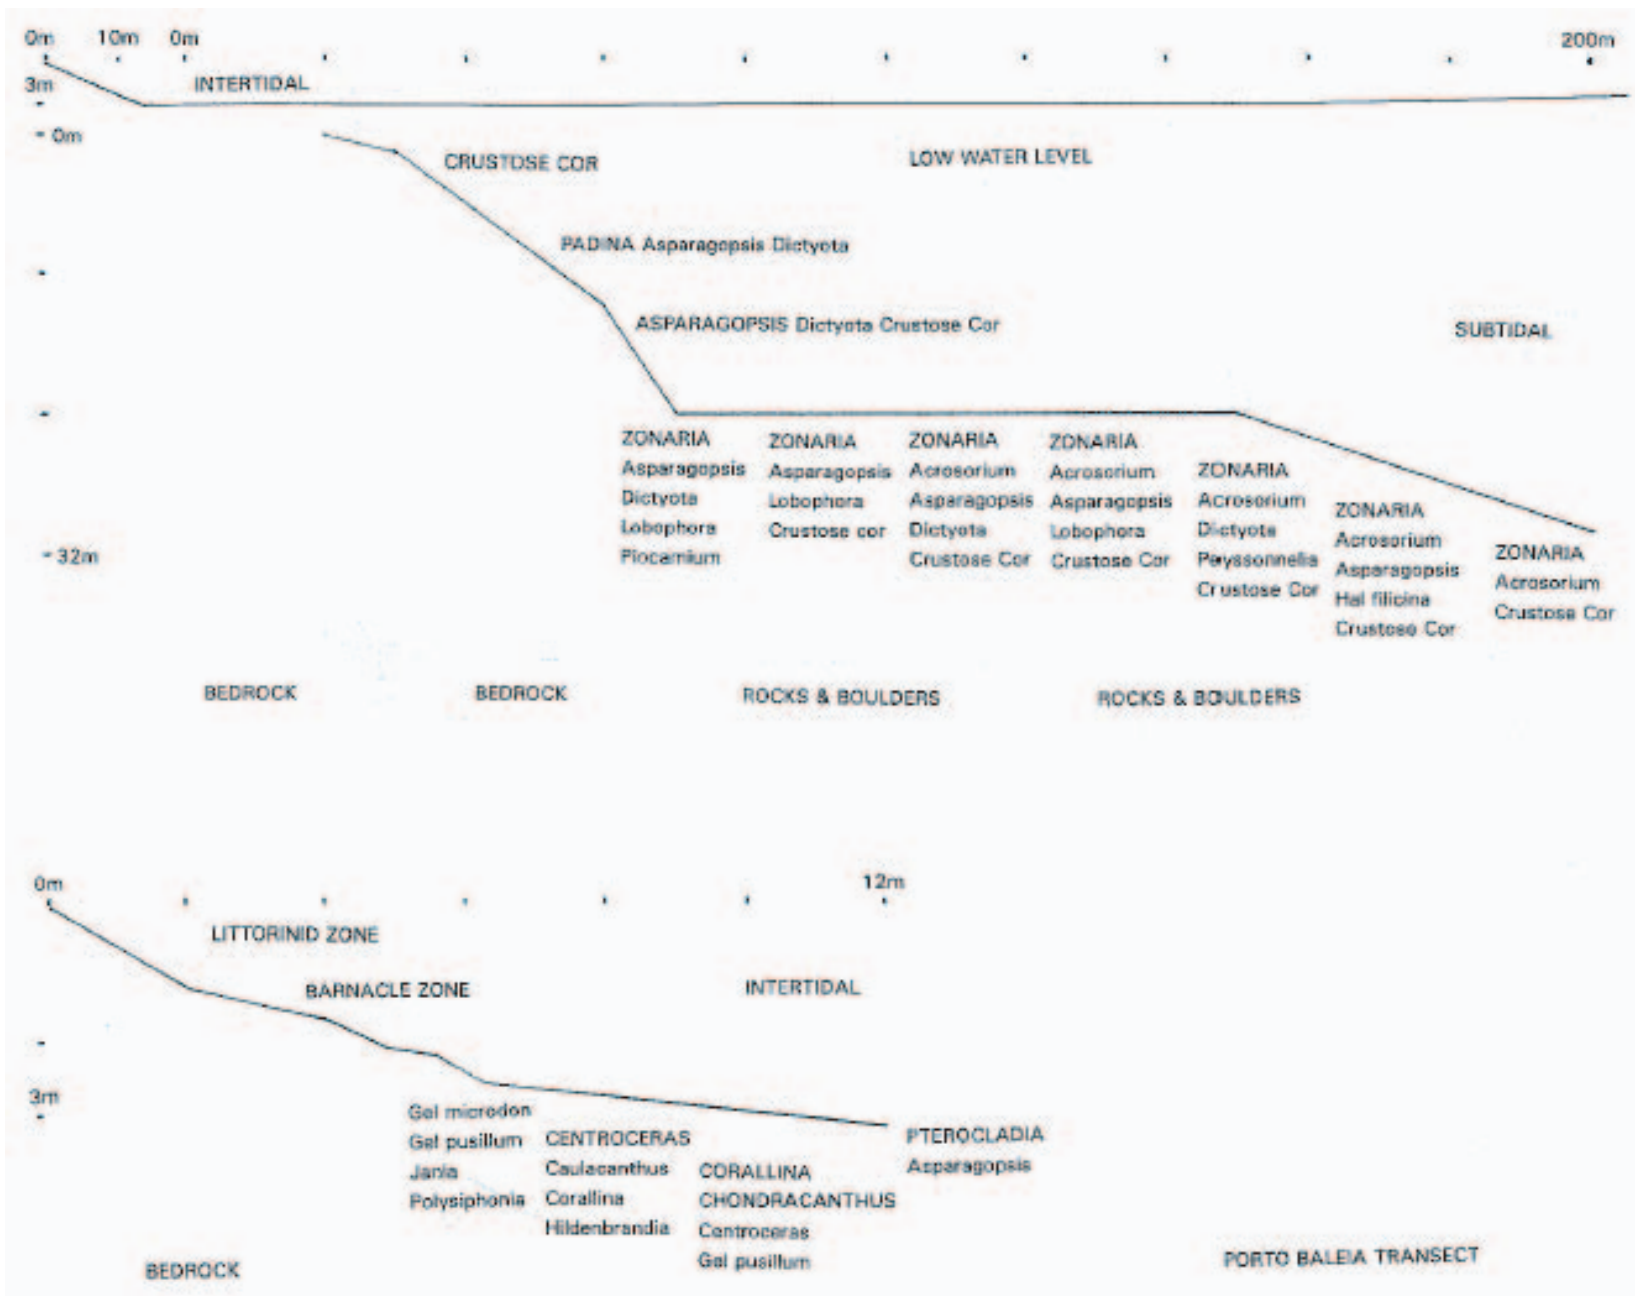 0m 10m 0m 200m
3m
INTERTIDAL
0m
CRUSTOSE COR
LOW WATER LEVEL
PADINA Asparagopsis Dictyota
ASPARAGOPSIS Dictyota Crustose Cor
SUBTIDAL
ZONARIA
Asparagopsis
Dictyota
Lobophora
Plocamium
ZONARIA
Asparagopsis
Lobophora
Crustose cor
ZONARIA
Acrosorium
Asparagopsis
Dictyota
Crustose Cor
ZONARIA
Acrosorium
Asparagopsis
Lobophora
Crustose Cor
ZONARIA
Acrosorium
Dictyota
Peyssonnelia
Crustose Cor
ZONARIA
Acrosorium
Asparagopsis
Hal filicina
Crustose Cor
ZONARIA
Acrosorium
Crustose Cor
32m
BEDROCK BEDROCK ROCKS & BOULDERS ROCKS & BOULDERS
0m 12m
LITTORINID ZONE
BARNACLE ZONE
INTERTIDAL
3m
Gel microdon
Gel pusillum
Jania
Polysiphonia
CENTROCERAS
Caulacanthus
Corallina
Hildenbrandia
CORALLINA
CHONDRACANTHUS
Centroceras
Gel pusillum
PTEROCLADIA
Asparagopsis
BEDROCK
PORTO BALEIA TRANSECT